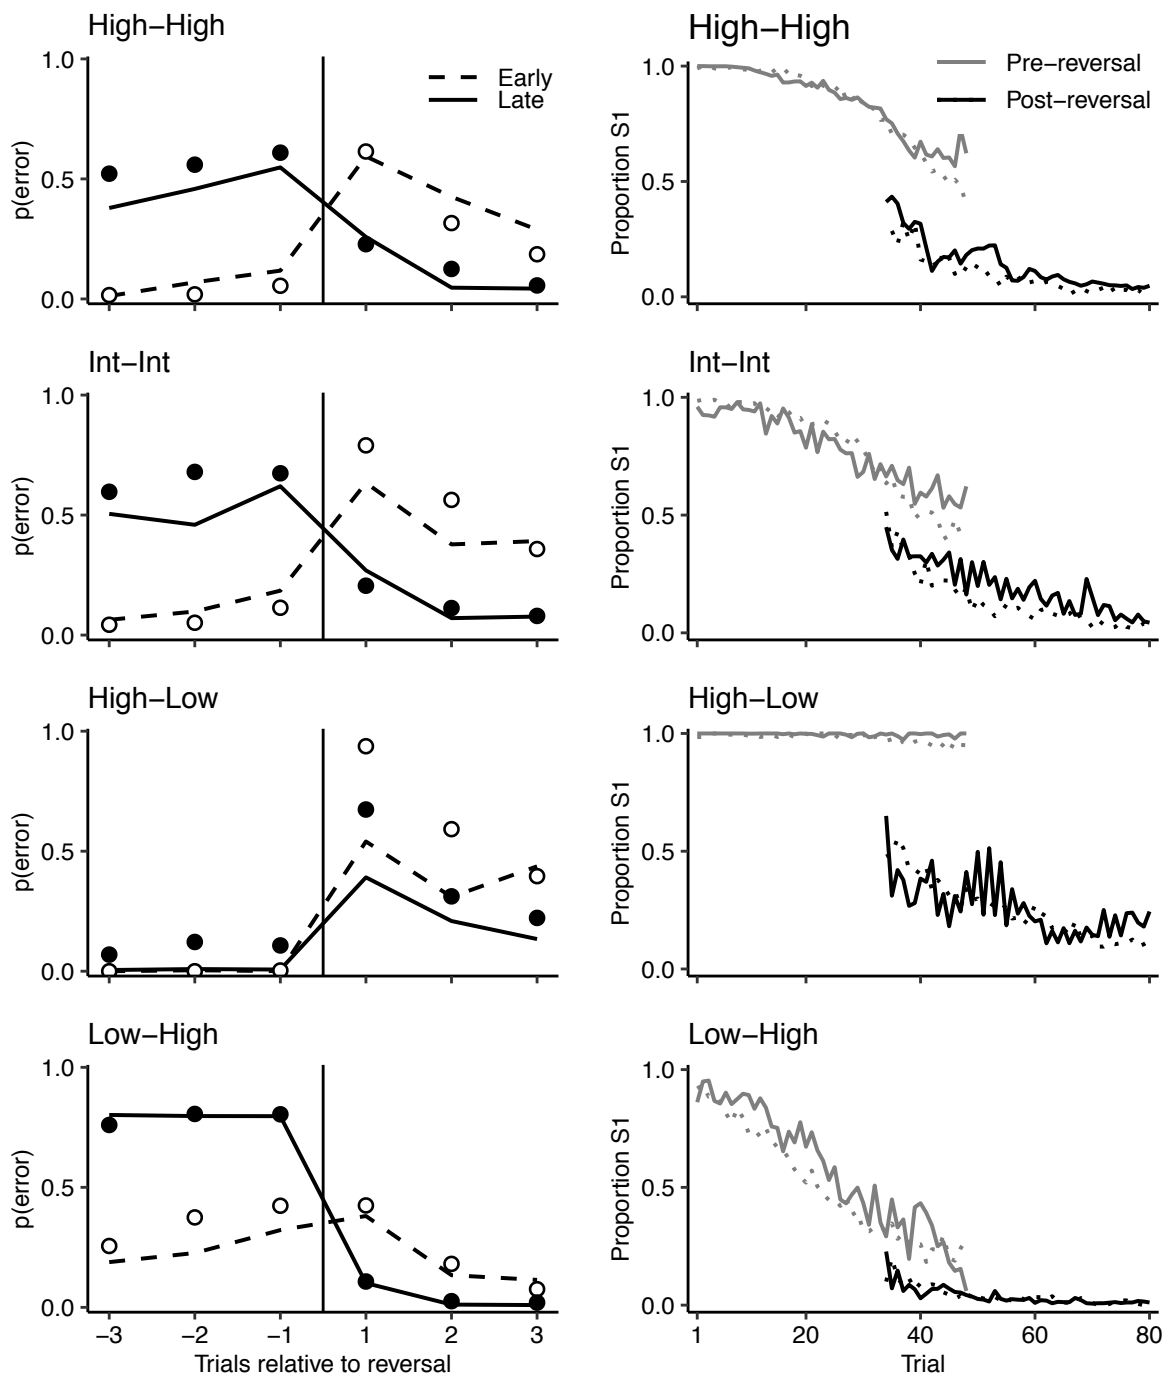 High−High
1.0
0.5
0.0
p(error)
Early
Late
High−High
1.0
0.5
0.0
Proportion S1
Pre−reversal
Post−reversal
Int−Int
1.0
0.5
0.0
p(error)
Int−Int
1.0
0.5
0.0
Proportion S1
High−Low
1.0
0.5
0.0
p(error)
High−Low
1.0
0.5
0.0
Proportion S1
Low−High
1.0
0.5
0.0
p(error)
−3 −2 −1 1 2 3
Trials relative to reversal
Low−High
1.0
0.5
0.0
Proportion S1
1 20 40 60 80
Trial